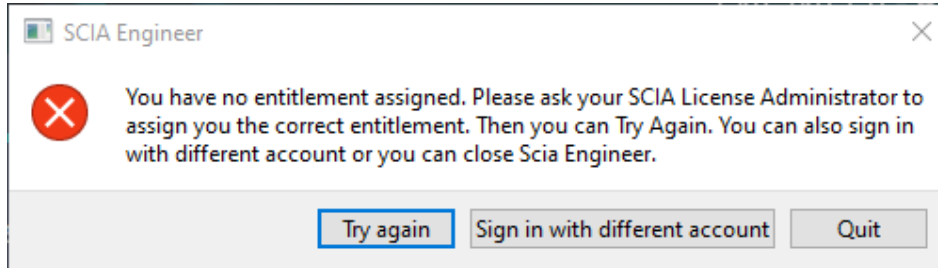 SCIA Engineer
You have no entitlement assigned. Please ask your SCIA License Administrator to
assign you the correct entitlement. Then you can Try Again. You can also sign in
with different account or you can close Scia Engineer.
Try again
Sign in with different account
Quit